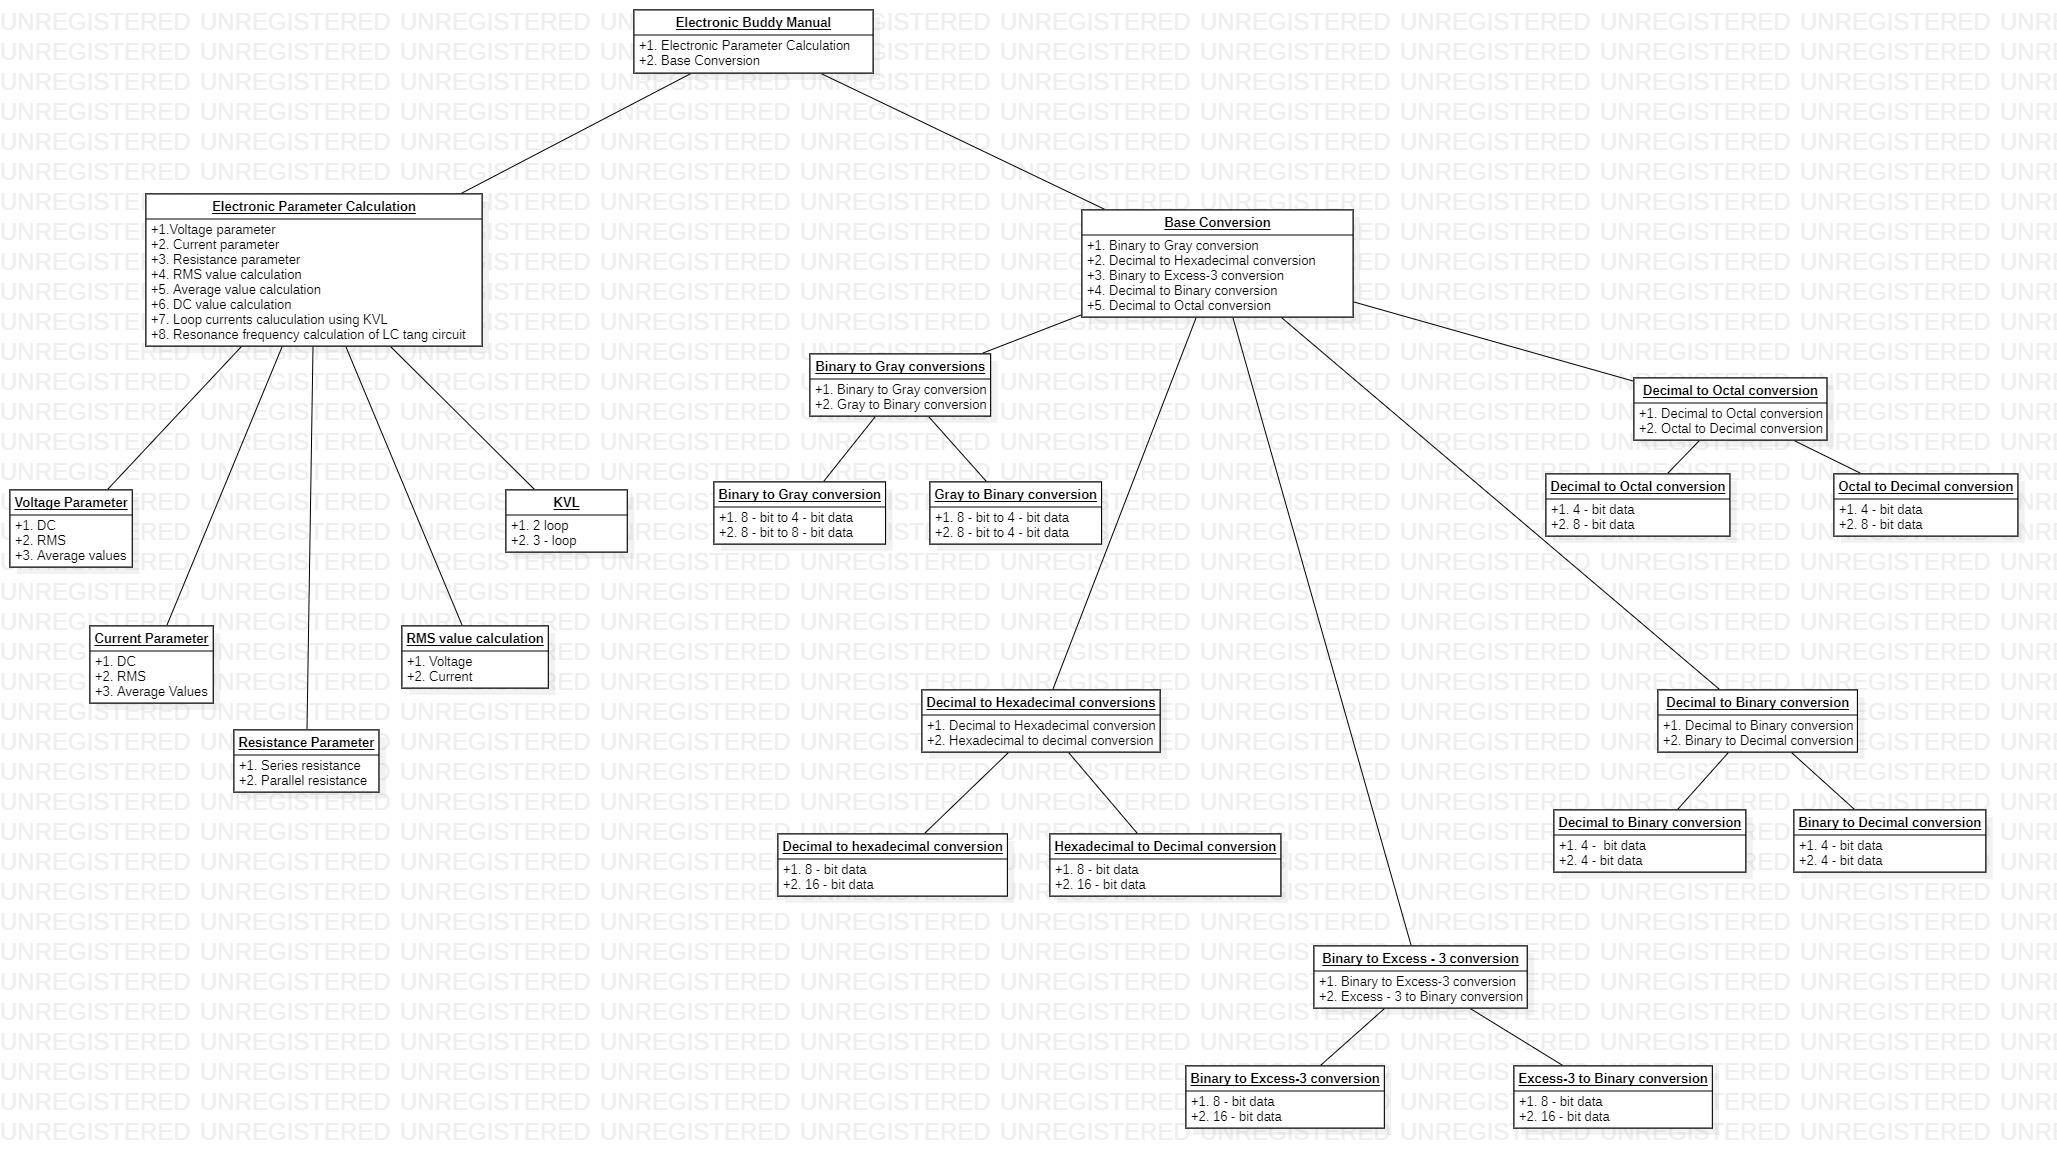 Electronic Buddy Manual
+1. Electronic Parameter Calculation
+2. Base Conversion
Electronic Parameter Calculation
+1.Voltage parameter
+2. Current parameter
+3. Resistance parameter
+4. RMS value calculation
+5. Average value calculation
+6. DC value calculation
+7. Loop currents caluculation using KVL
+8. Resonance frequency calculation of LC tang circuit
Base Conversion
+1. Binary to Gray conversion
+2. Decimal to Hexadecimal conversion
+3. Binary to Excess-3 conversion
+4. Decimal to Binary conversion
+5. Decimal to Octal conversion
Voltage Parameter
+1. DC
+2. RMS
+3. Average values
Current Parameter
+1. DC
+2. RMS
+3. Average Values
Resistance Parameter
+1. Series resistance
+2. Parallel resistance
RMS value calculation
+1. Voltage
+2. Current
KVL
+1. 2 loop
+2. 3 - loop
Binary to Gray conversions
+1. Binary to Gray conversion
+2. Gray to Binary conversion
Binary to Gray conversion
+1. 8 - bit to 4 - bit data
+2. 8 - bit to 8 - bit data
Gray to Binary conversion
+1. 8 - bit to 4 - bit data
+2. 8 - bit to 4 - bit data
Decimal to Octal conversion
+1. Decimal to Octal conversion
+2. Octal to Decimal conversion
Decimal to Octal conversion
+1. 4 - bit data
+2. 8 - bit data
Octal to Decimal conversion
+1. 4 - bit data
+2. 8 - bit data
Decimal to Hexadecimal conversions
+1. Decimal to Hexadecimal conversion
+2. Hexadecimal to decimal conversion
Decimal to hexadecimal conversion
+1. 8 - bit data
+2. 16 - bit data
Hexadecimal to Decimal conversion
+1. 8 - bit data
+2. 16 - bit data
Decimal to Binary conversion
+1. Decimal to Binary conversion
+2. Binary to Decimal conversion
Decimal to Binary conversion
+1. 4 -  bit data
+2. 4 - bit data
Binary to Decimal conversion
+1. 4 - bit data
+2. 4 - bit data
Binary to Excess - 3 conversion
+1. Binary to Excess-3 conversion
+2. Excess - 3 to Binary conversion
Binary to Excess-3 conversion
+1. 8 - bit data
+2. 16 - bit data
Excess-3 to Binary conversion
+1. 8 - bit data
+2. 16 - bit data
UNREGISTERED